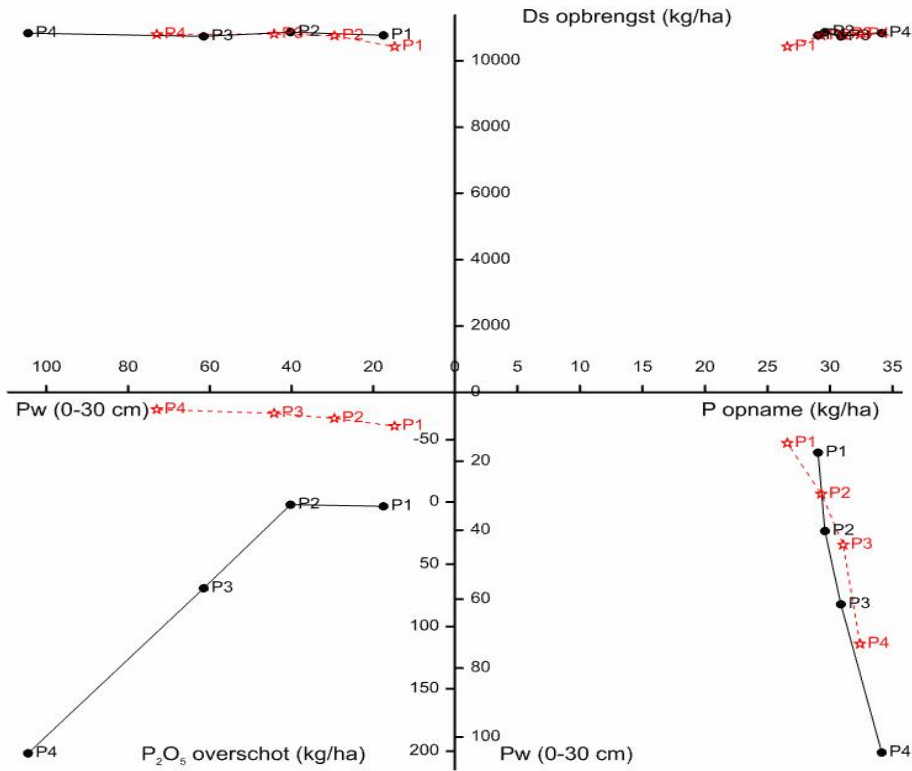 Ds opbrengst (kg/ha)
P4 P4 P3 P3 P2 P2 P1 P1
P1 P2 P4 P4
10000
8000
6000
4000
2000
100 80 60 40 20 0 5 10 15 20 25 30 35
0
Pw (0-30 cm) P4 P3 P2 P1
P opname (kg/ha)
-50 20
P1 P1
P2 P1 0
P2
40 P2
P3 50
P3
60 P3
100
P4
80
150
100
P4 200
P₂O₅ overschot (kg/ha)
Pw (0-30 cm) P4